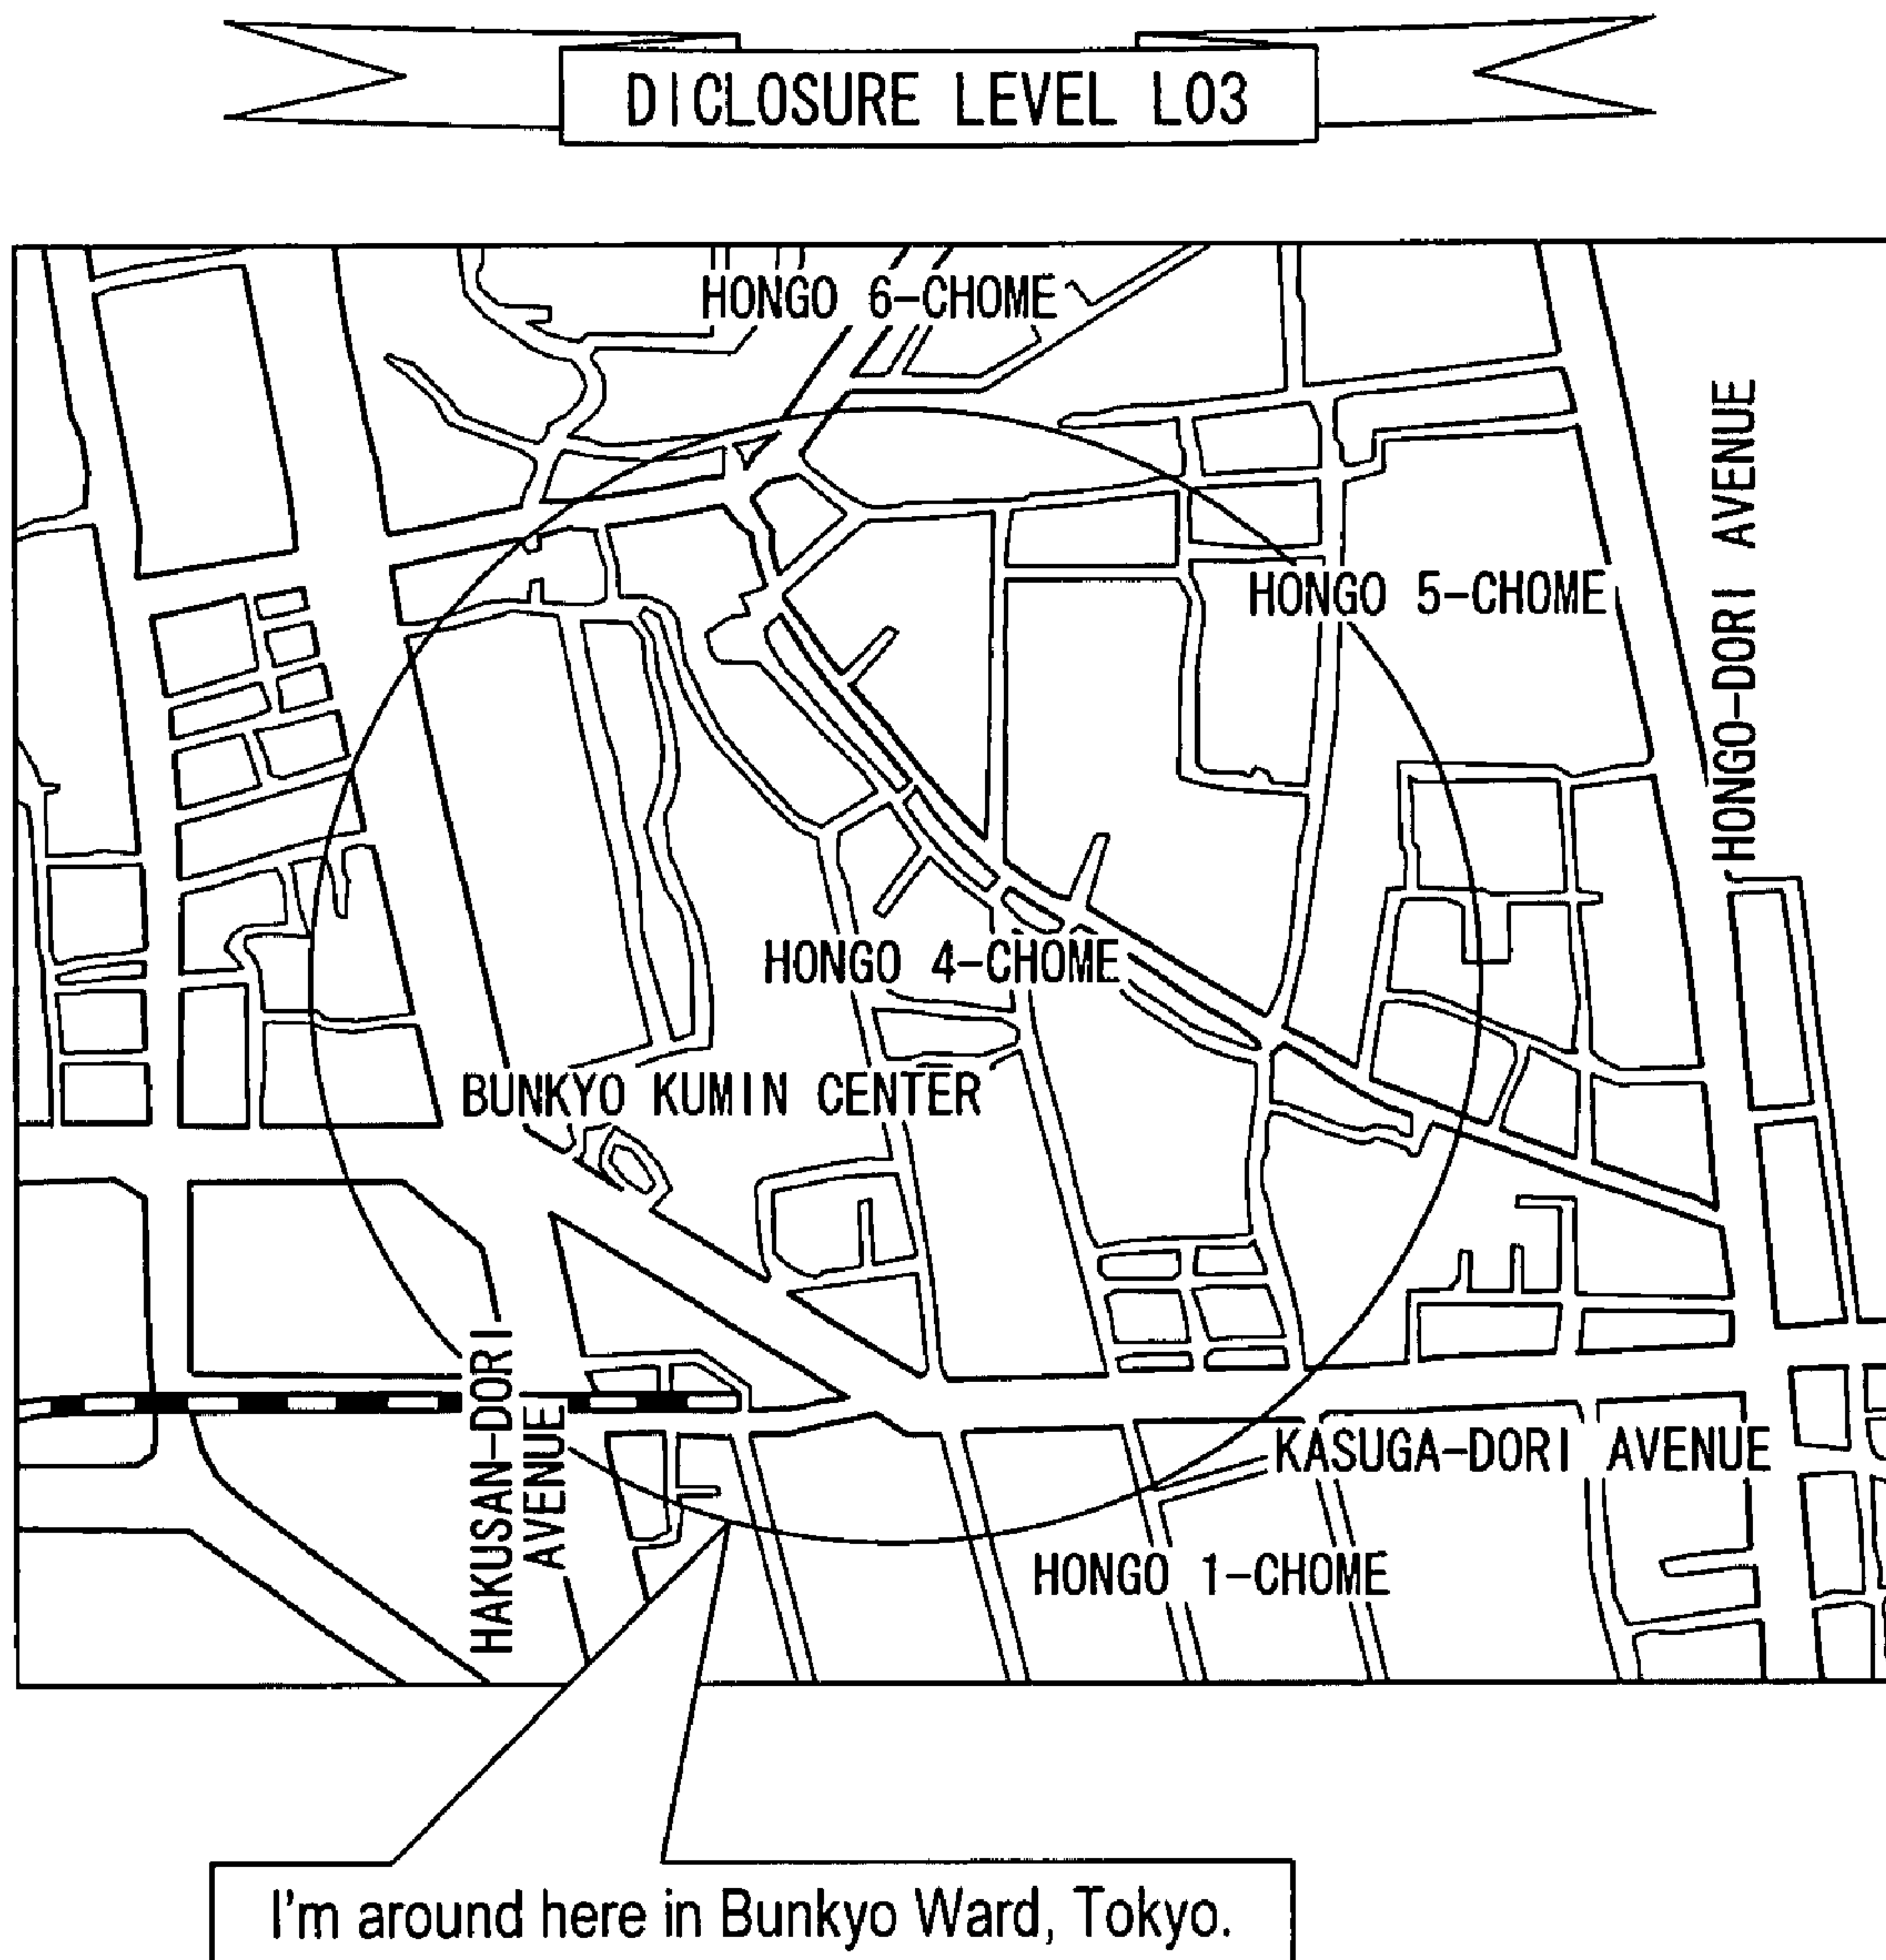 DICLOSURE LEVEL L03
HONGO 6-CHOME
HONGO-DORI AVENUE
HONGO 5-CHOME
HONGO 4-CHOME
BUNKYO KUMIN CENTER
HAKUSAN-DORI
AVENUE
KASUGA-DORI AVENUE
HONGO 1-CHOME
I'm around here in Bunkyo Ward, Tokyo.